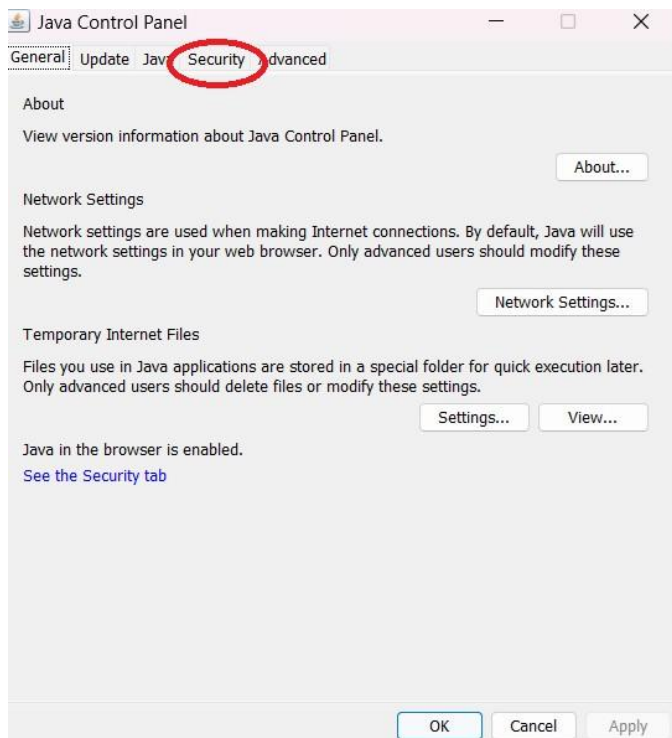 Java Control Panel
General Update Java Security Advanced
About
View version information about Java Control Panel.
About...
Network Settings
Network settings are used when making Internet connections. By default, Java will use
the network settings in your web browser. Only advanced users should modify these
settings.
Network Settings...
Temporary Internet Files
Files you use in Java applications are stored in a special folder for quick execution later.
Only advanced users should delete files or modify these settings.
Settings... View...
Java in the browser is enabled.
See the Security tab
OK Cancel Apply